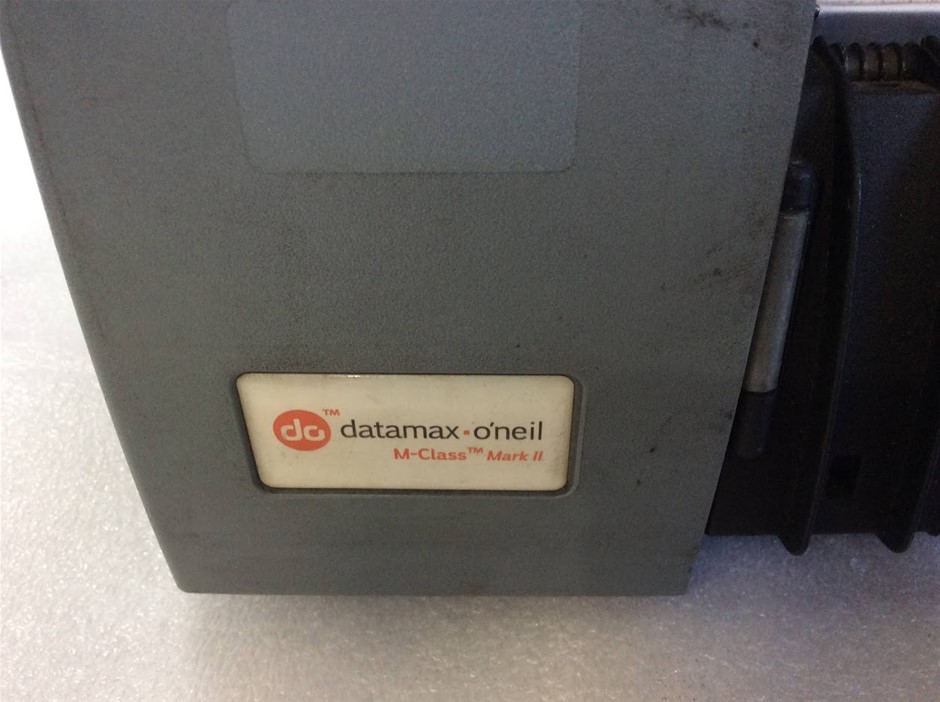 do™ datamax•o'neil
M-Class™ Mark II